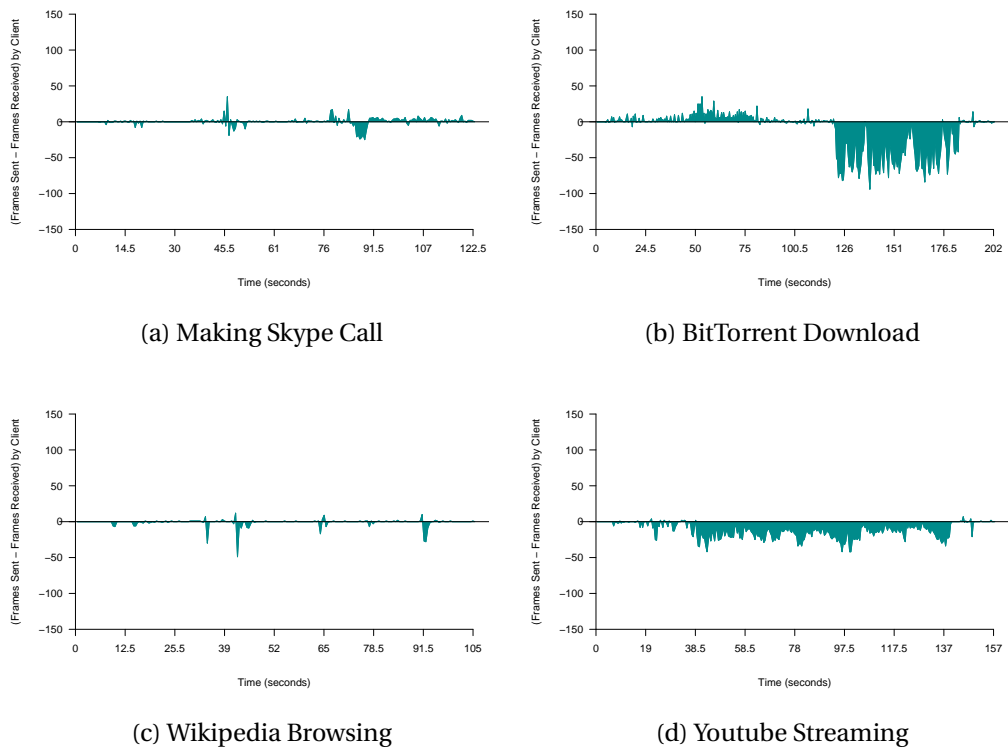 (Frames Sent − Frames Received) by Client
150
100
50
0
−50
−100
−150
0 14.5 30 45.5 61 76 91.5 107 122.5
Time (seconds)
(a) Making Skype Call
(Frames Sent − Frames Received) by Client
150
100
50
0
−50
−100
−150
0 24.5 50 75 100.5 126 151 176.5 202
Time (seconds)
(b) BitTorrent Download
(Frames Sent − Frames Received) by Client
150
100
50
0
−50
−100
−150
0 12.5 25.5 39 52 65 78.5 91.5 105
Time (seconds)
(c) Wikipedia Browsing
(Frames Sent − Frames Received) by Client
150
100
50
0
−50
−100
−150
0 19 38.5 58.5 78 97.5 117.5 137 157
Time (seconds)
(d) Youtube Streaming